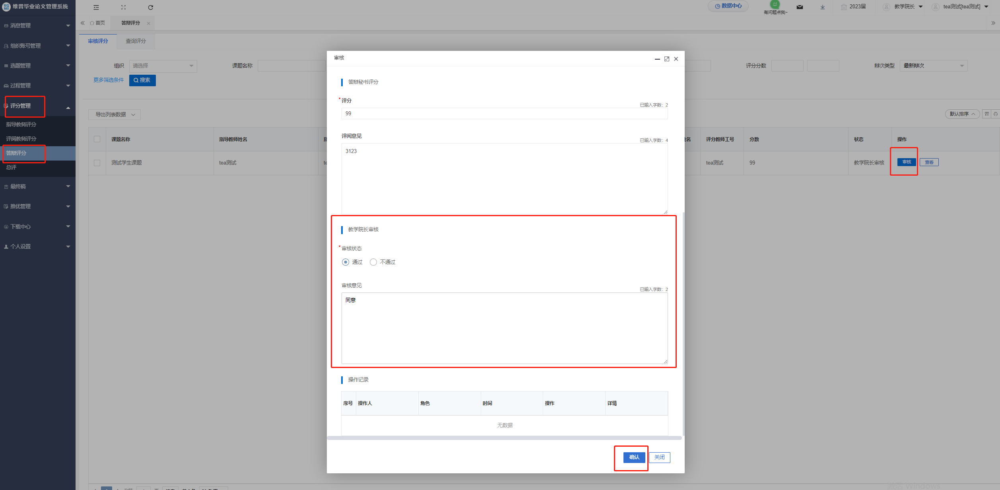 维普毕业论文管理系统
数据中心
有问题点我~
2023届
教学院长
tea测试[tea测试]
首页
答辩评分
消息管理
组织账号管理
选题管理
过程管理
评分管理
指导教师评分
评阅教师评分
答辩评分
总评
最终稿
推优管理
下载中心
个人设置
审核评分
查询评分
组织
请选择
课题名称
评分分数
辩次类型
最新辩次
更多筛选条件
搜索
导出列表数据
默认排序
课题名称
指导教师姓名
评分教师工号
分数
状态
操作
测试学生课题
tea测试
tea测试
99
教学院长审核
审核
查看
审核
答辩秘书评分
*评分
已输入字数：2
99
评阅意见
已输入字数：4
3123
教学院长审核
*审核状态
通过
不通过
审核意见
已输入字数：2
同意
操作记录
序号 操作人 角色 时间 操作 详情
无数据
确认
关闭
激活 Windows